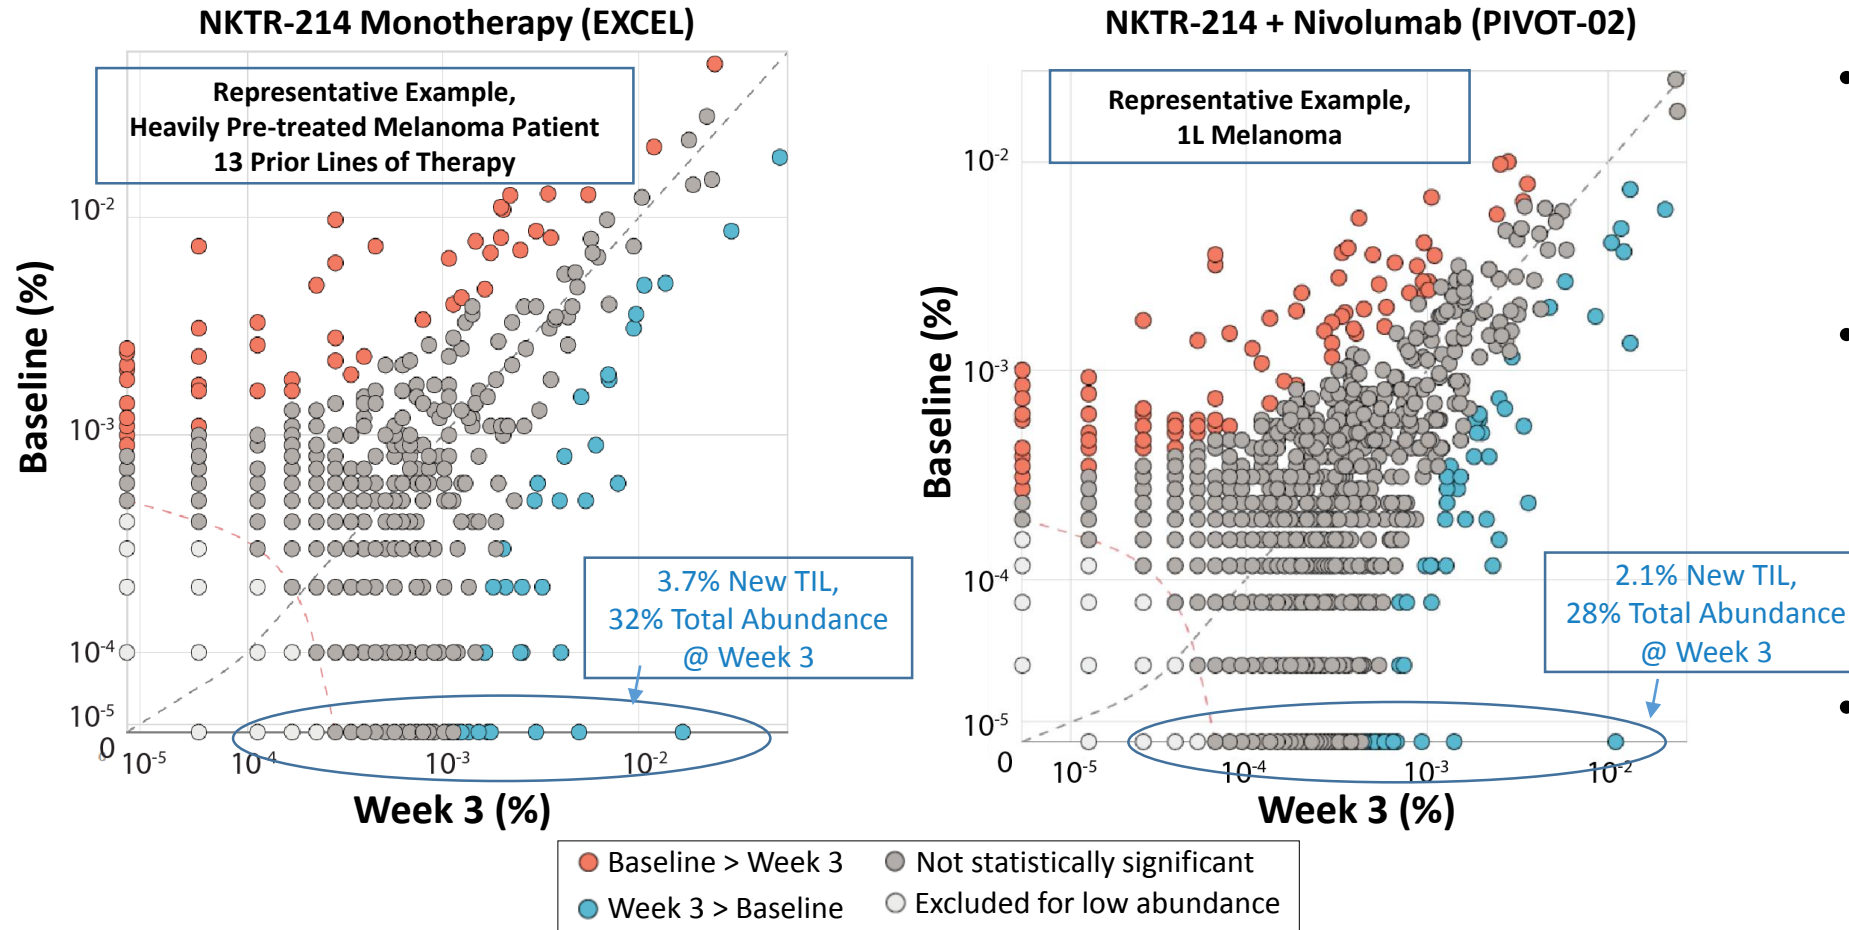 NKTR-214 Monotherapy (EXCEL)
Representative Example,
Heavily Pre-treated Melanoma Patient
13 Prior Lines of Therapy
Baseline (%)
10⁻²
10⁻³
10⁻⁴
10⁻⁵
0
10⁻⁵
10⁻⁴
10⁻³
10⁻²
3.7% New TIL,
32% Total Abundance
@ Week 3
Week 3 (%)
NKTR-214 + Nivolumab (PIVOT-02)
Representative Example,
1L Melanoma
Baseline (%)
10⁻²
10⁻³
10⁻⁴
10⁻⁵
0
10⁻⁵
10⁻⁴
10⁻³
10⁻²
2.1% New TIL,
28% Total Abundance
@ Week 3
Week 3 (%)
Baseline > Week 3
Not statistically significant
Week 3 > Baseline
Excluded for low abundance